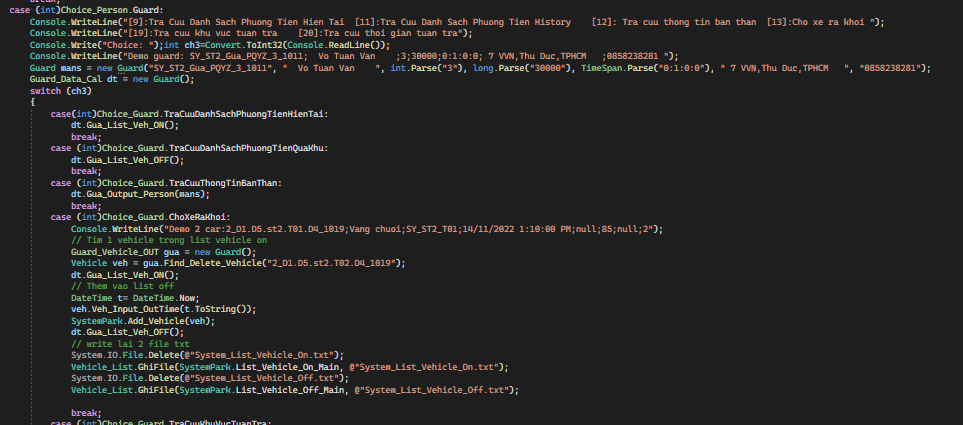 break;
case (int)Choice_Person.Guard:
Console.WriteLine("[9]:Tra Cuu Danh Sach Phuong Tien Hien Tai  [11]:Tra Cuu Danh Sach Phuong Tien History    [12]: Tra cuu thong tin ban than  [13]:Cho xe ra khoi ");
Console.WriteLine("[19]:Tra cuu khu vuc tuan tra    [20]:Tra cuu thoi gian tuan tra");
Console.Write("Choice: ");int ch3=Convert.ToInt32(Console.ReadLine());
Console.WriteLine("Demo guard: SY_ST2_Gua_PQYZ_3_1011;  Vo Tuan Van     ;3;30000;0:1:0:0; 7 VVN,Thu Duc,TPHCM   ;0858238281 ");
Guard mans = new Guard("SY_ST2_Gua_PQYZ_3_1011", "  Vo Tuan Van    ", int.Parse("3"), long.Parse("30000"), TimeSpan.Parse("0:1:0:0"), " 7 VVN,Thu Duc,TPHCM   ", "0858238281");
Guard_Data_Cal dt = new Guard();
switch (ch3)
{
case(int)Choice_Guard.TraCuuDanhSachPhuongTienHienTai:
dt.Gua_List_Veh_ON();
break;
case (int)Choice_Guard.TraCuuDanhSachPhuongTienQuaKhu:
dt.Gua_List_Veh_OFF();
break;
case (int)Choice_Guard.TraCuuThongTinBanThan:
dt.Gua_Output_Person(mans);
break;
case (int)Choice_Guard.ChoXeRaKhoi:
Console.WriteLine("Demo 2 car:2_D1.D5.st2.T01.D4_1019;Vang chuoi;SY_ST2_T01;14/11/2022 1:10:00 PM;null;85;null;2");
// Tim 1 vehicle trong list vehicle on
Guard_Vehicle_OUT gua = new Guard();
Vehicle veh = gua.Find_Delete_Vehicle("2_D1.D5.st2.T02.D4_1019");
dt.Gua_List_Veh_ON();
// Them vao list off
DateTime t= DateTime.Now;
veh.Veh_Input_OutTime(t.ToString());
SystemPark.Add_Vehicle(veh);
dt.Gua_List_Veh_OFF();
// write lai 2 file txt
System.IO.File.Delete(@"System_List_Vehicle_On.txt");
Vehicle_List.GhiFile(SystemPark.List_Vehicle_On_Main, @"System_List_Vehicle_On.txt");
System.IO.File.Delete(@"System_List_Vehicle_Off.txt");
Vehicle_List.GhiFile(SystemPark.List_Vehicle_Off_Main, @"System_List_Vehicle_Off.txt");
break;
case (int)Choice_Guard.TraCuuKhuVucTuanTra: